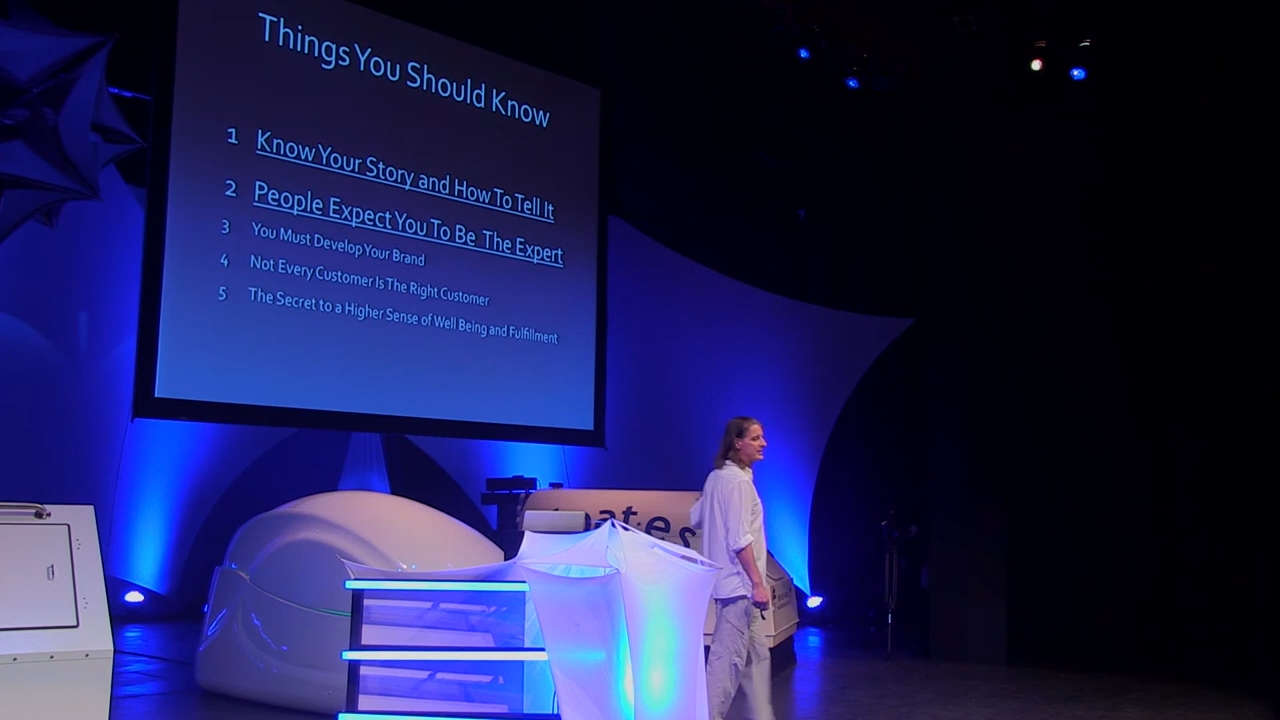 Things You Should Know
1 Know Your Story and How To Tell It
2 People Expect You To Be The Expert
3 You Must Develop Your Brand
4 Not Every Customer Is The Right Customer
5 The Secret to a Higher Sense of Well Being and Fulfillment